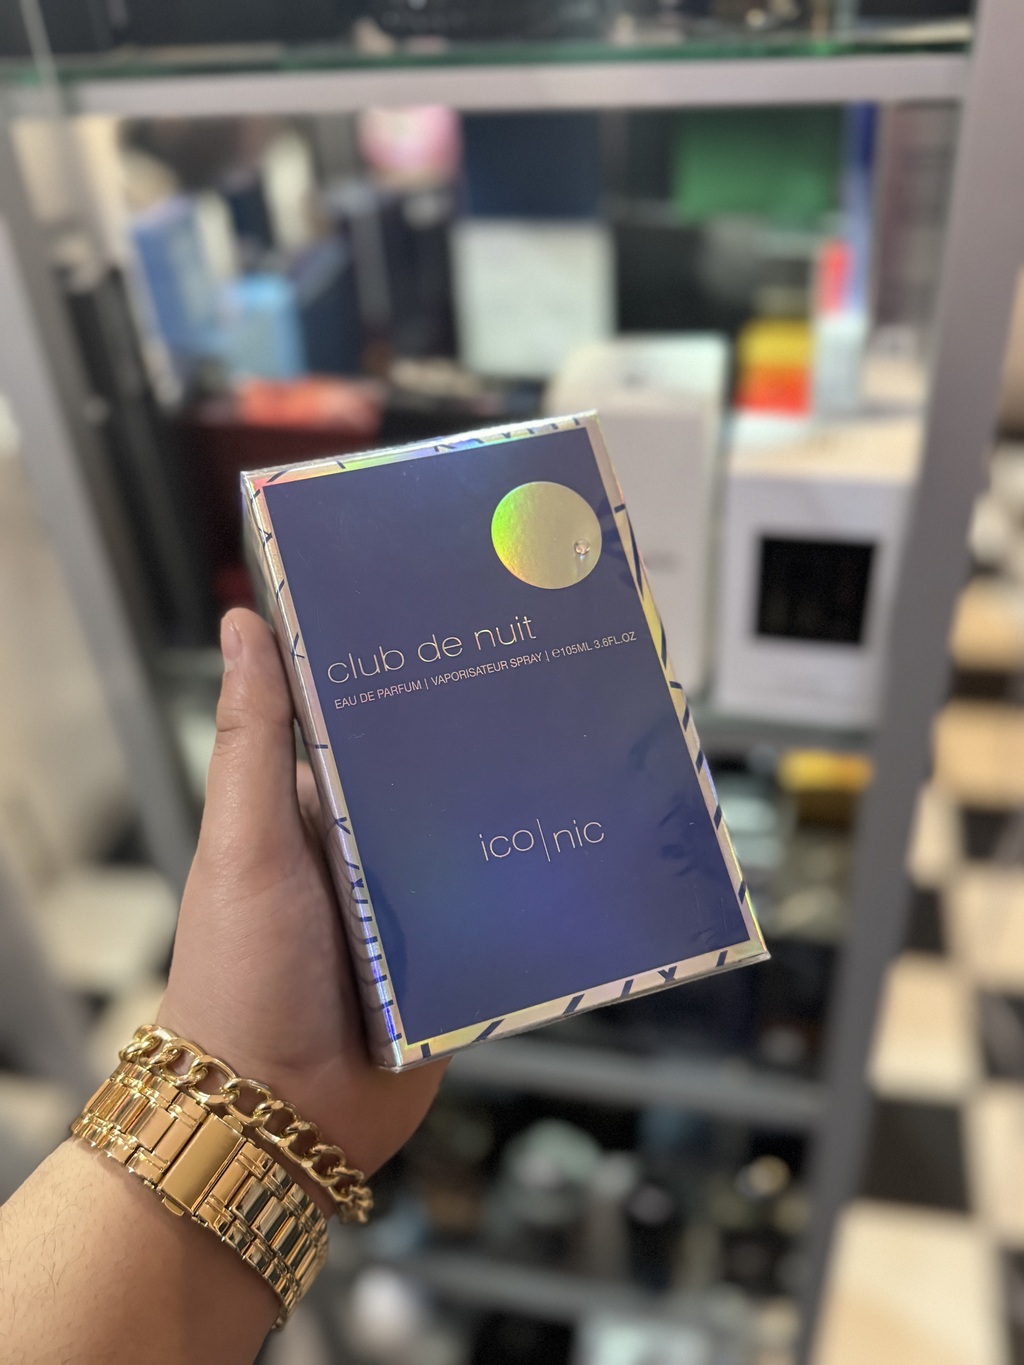 club de nuit
EAU DE PARFUM | VAPORISATEUR SPRAY | ℮105ML 3.6FL.OZ
ico|nic